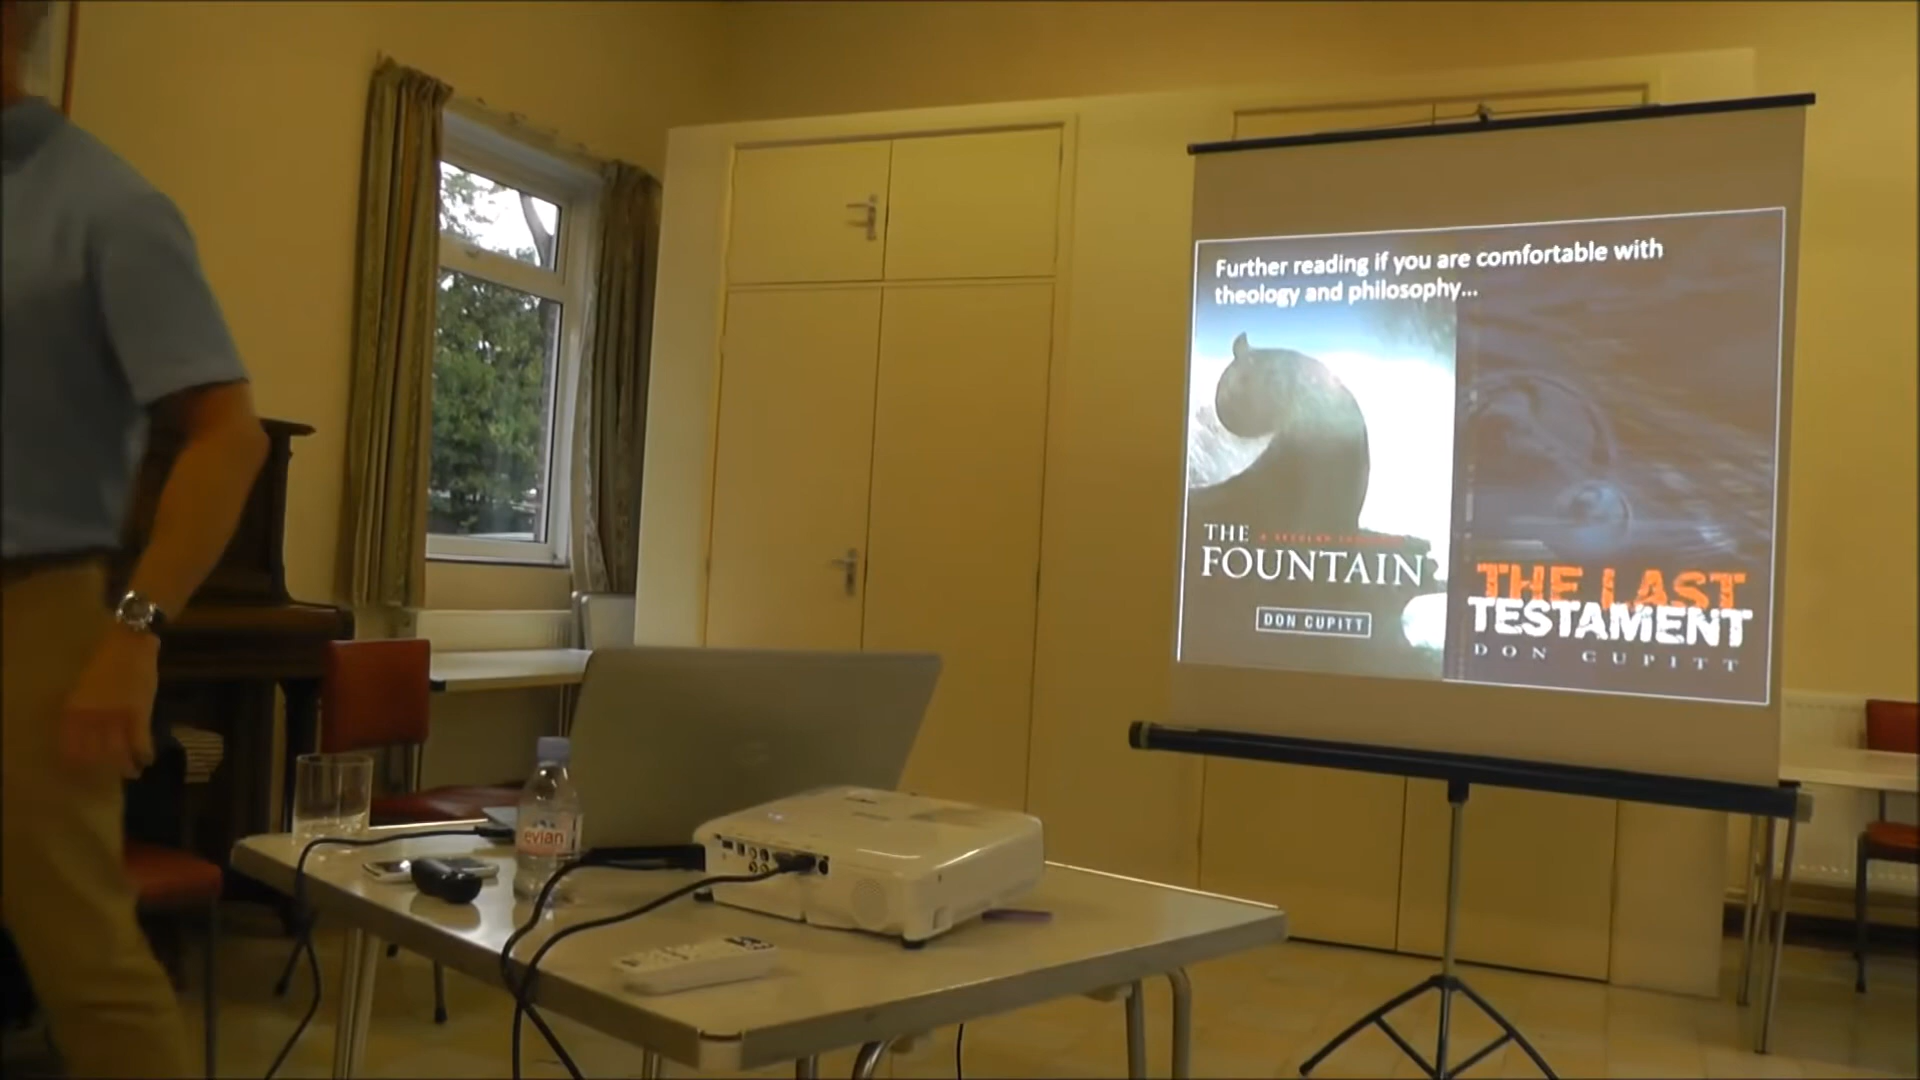 Further reading if you are comfortable with
theology and philosophy...
THE
FOUNTAIN
DON CUPITT
THE LAST
TESTAMENT
DON CUPITT
evian